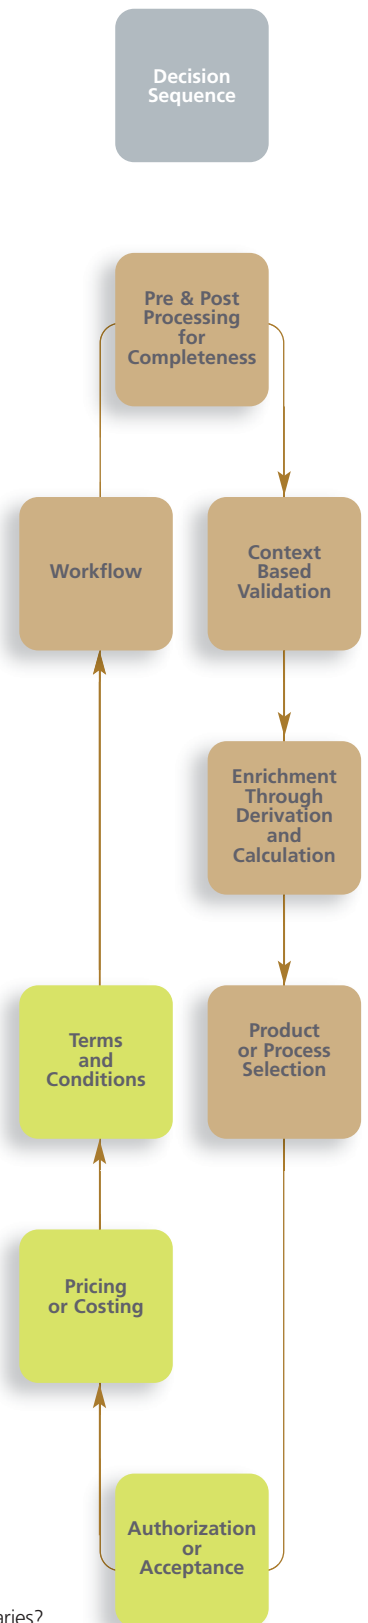 Decision
Sequence
Pre & Post
Processing
for
Completeness
Workflow
Context
Based
Validation
Enrichment
Through
Derivation
and
Calculation
Terms
and
Conditions
Product
or Process
Selection
Pricing
or Costing
Authorization
or
Acceptance